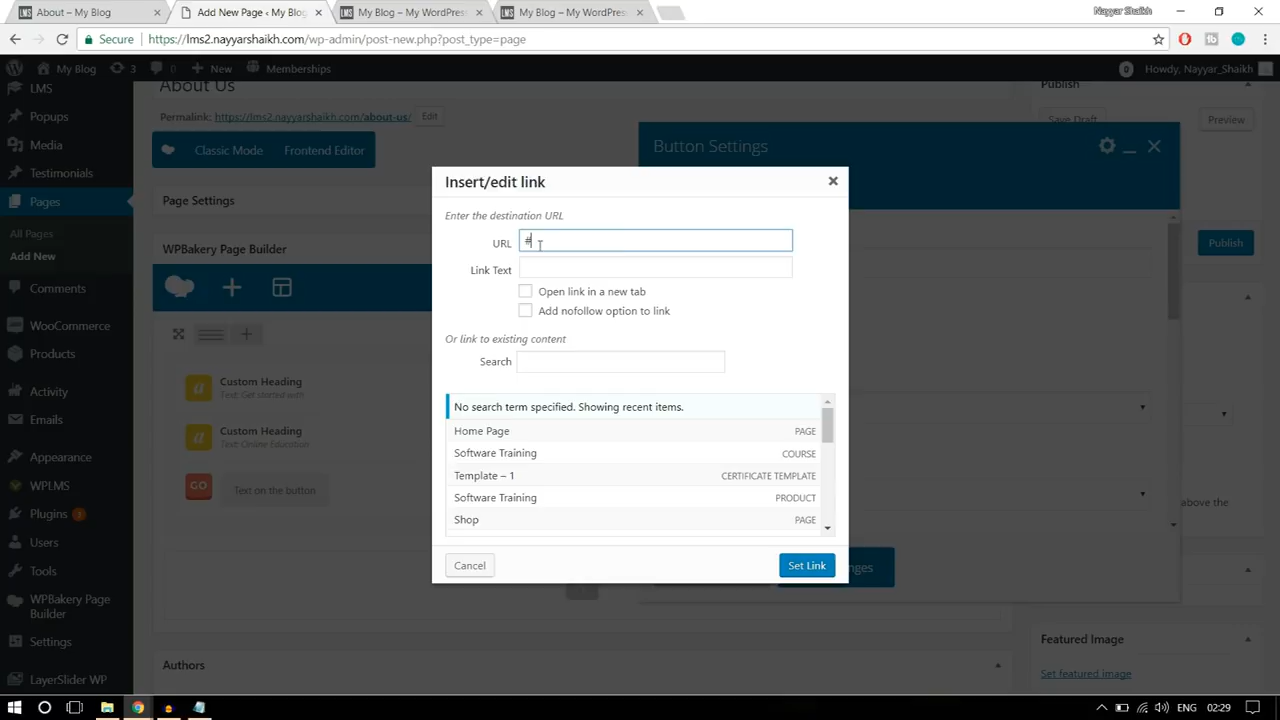 About – My Blog
Add New Page ‹ My Blog
My Blog – My WordPress
My Blog – My WordPress
Nayyar Shaikh
Secure
https://lms2.nayyarshaikh.com/wp-admin/post-new.php?post_type=page
My Blog
3
New
Memberships
0
Howdy, Nayyar_Shaikh
LMS
Popups
Media
Testimonials
Pages
All Pages
Add New
Comments
WooCommerce
Products
Activity
Emails
Appearance
WPLMS
Plugins
Users
Tools
WPBakery Page
Builder
Settings
LayerSlider WP
About Us
Permalink: https://lms2.nayyarshaikh.com/about-us/
Edit
Classic Mode
Frontend Editor
Page Settings
WPBakery Page Builder
Custom Heading
Text: Get started with
Custom Heading
Text: Online Education
GO
Text on the button
Authors
Button Settings
Insert/edit link
Enter the destination URL
URL
#
Link Text
Open link in a new tab
Add nofollow option to link
Or link to existing content
Search
No search term specified. Showing recent items.
Home Page
PAGE
Software Training
COURSE
Template – 1
CERTIFICATE TEMPLATE
Software Training
PRODUCT
Shop
PAGE
Cancel
Set Link
above the
Publish
Save Draft
Preview
Publish
Featured Image
Set featured image
ENG
02:29